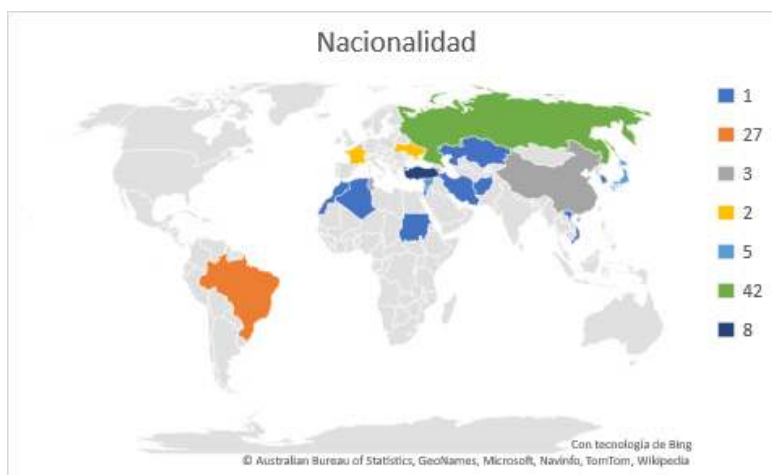 Nacionalidad
1
27
3
2
5
42
8
Con tecnología de Bing
© Australian Bureau of Statistics, GeoNames, Microsoft, Navinfo, TomTom, Wikipedia